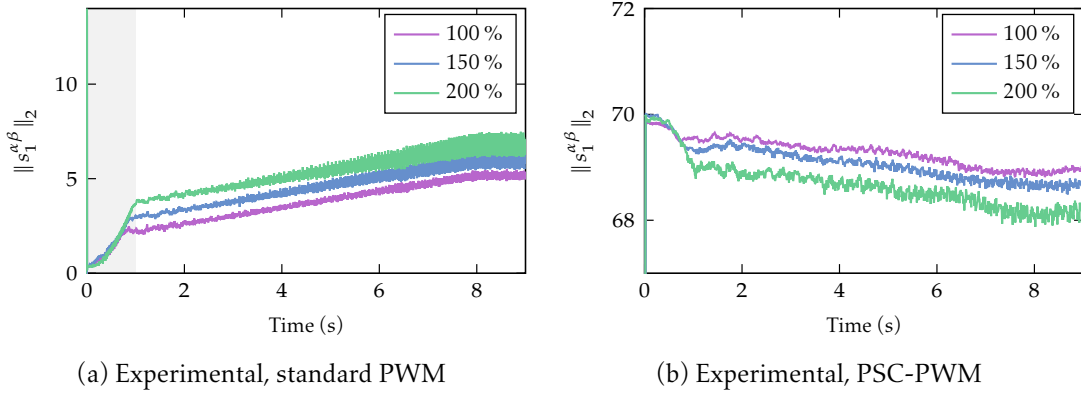 100 %
150 %
200 %
10
5
0
‖ s₁^αβ ‖₂
0 2 4 6 8
Time (s)
(a) Experimental, standard PWM
100 %
150 %
200 %
72
70
68
‖ s₁^αβ ‖₂
0 2 4 6 8
Time (s)
(b) Experimental, PSC-PWM